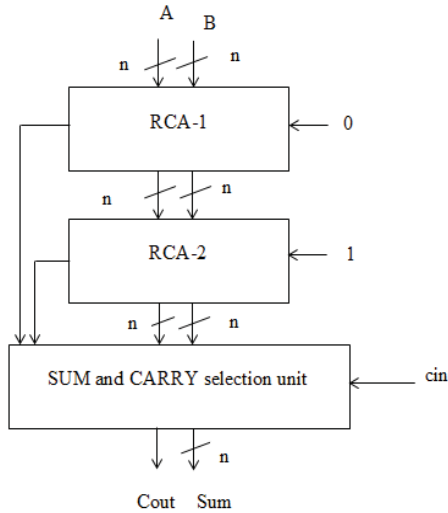 A B
n n
RCA-1
0
n n
RCA-2
1
n n
SUM and CARRY selection unit
cin
n
Cout Sum